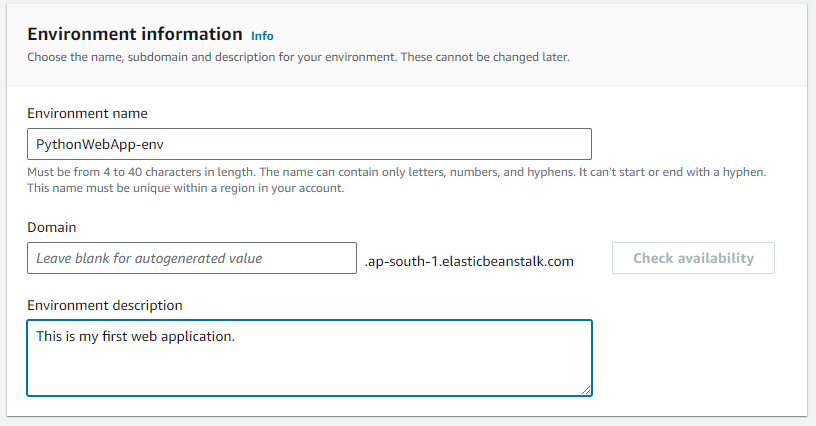 Environment information Info
Choose the name, subdomain and description for your environment. These cannot be changed later.
Environment name
PythonWebApp-env
Must be from 4 to 40 characters in length. The name can contain only letters, numbers, and hyphens. It can't start or end with a hyphen.
This name must be unique within a region in your account.
Domain
Leave blank for autogenerated value .ap-south-1.elasticbeanstalk.com Check availability
Environment description
This is my first web application.